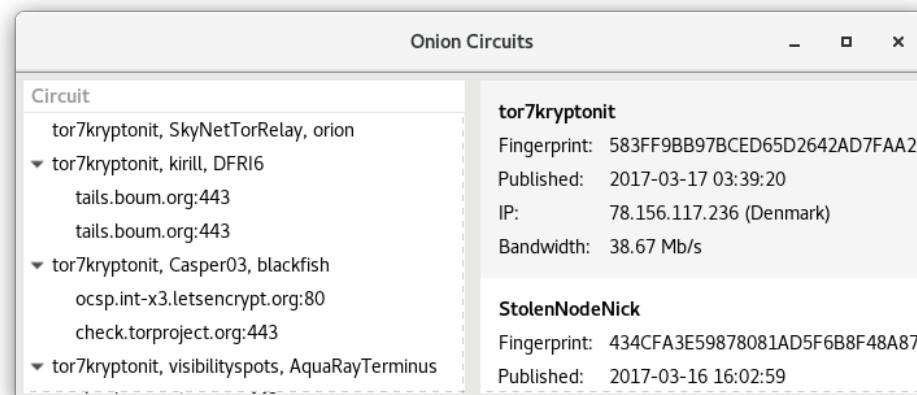 Onion Circuits
Circuit
tor7kryptonit, SkyNetTorRelay, orion
tor7kryptonit, kirill, DFRI6
tails.boum.org:443
tails.boum.org:443
tor7kryptonit, Casper03, blackfish
ocsp.int-x3.letsencrypt.org:80
check.torproject.org:443
tor7kryptonit, visibilityspots, AquaRayTerminus
tor7kryptonit
Fingerprint: 583FF9BB97BCED65D2642AD7FAA2
Published: 2017-03-17 03:39:20
IP: 78.156.117.236 (Denmark)
Bandwidth: 38.67 Mb/s
StolenNodeNick
Fingerprint: 434CFA3E59878081AD5F6B8F48A87
Published: 2017-03-16 16:02:59